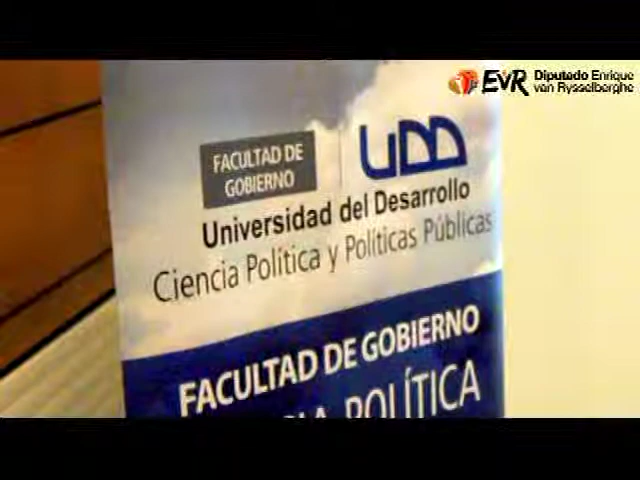 EVR
Diputado Enrique
van Rysselberghe
FACULTAD DE
GOBIERNO
UDD
Universidad del Desarrollo
Ciencia Política y Políticas Públicas
FACULTAD DE GOBIERNO
POLÍTICA